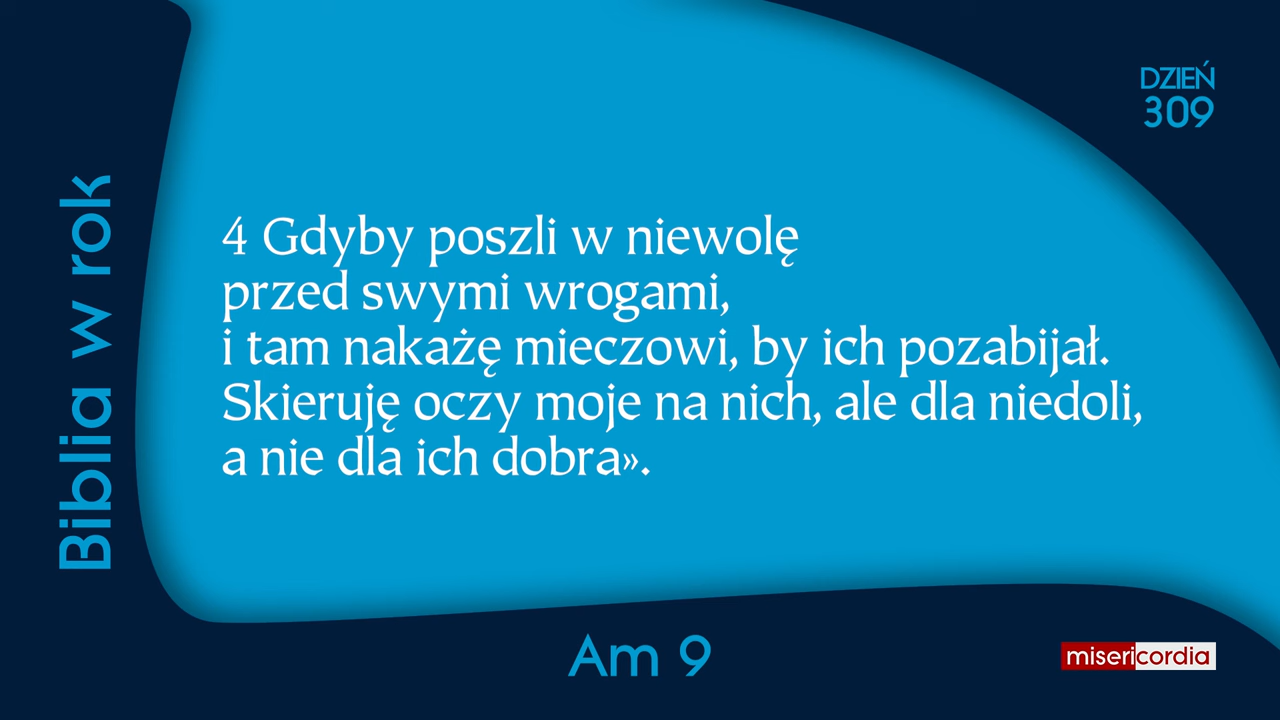 DZIEŃ
309
Biblia w rok
4 Gdyby poszli w niewolę
przed swymi wrogami,
i tam nakażę mieczowi, by ich pozabijał.
Skieruję oczy moje na nich, ale dla niedoli,
a nie dla ich dobra».
Am 9
misericordia